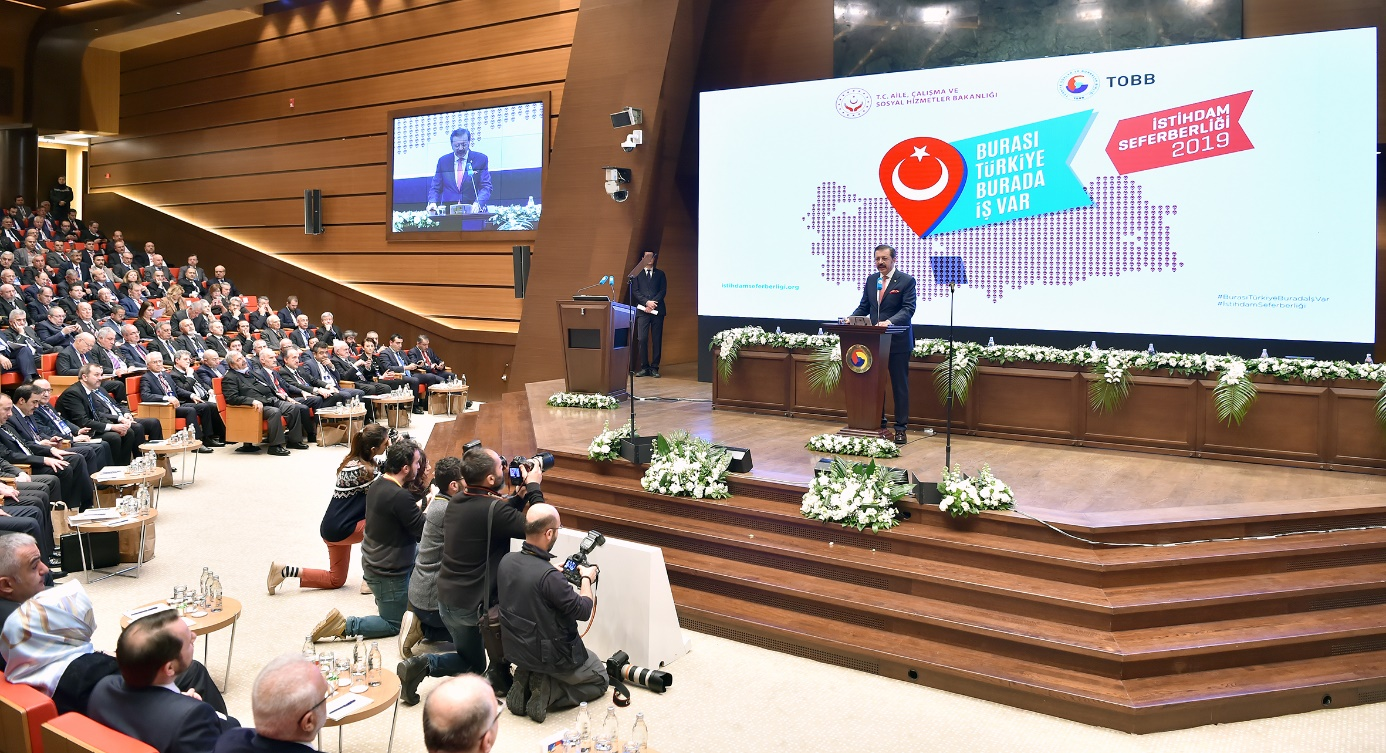 T.C. AİLE, ÇALIŞMA VE
SOSYAL HİZMETLER BAKANLIĞI
TOBB
BURASI
TÜRKİYE
BURADA
İŞ VAR
İSTİHDAM
SEFERBERLİĞİ
2019
istihdamseferberligi.org
#BurasıTürkiyeBuradaİşVar
#İstihdamSeferberliği